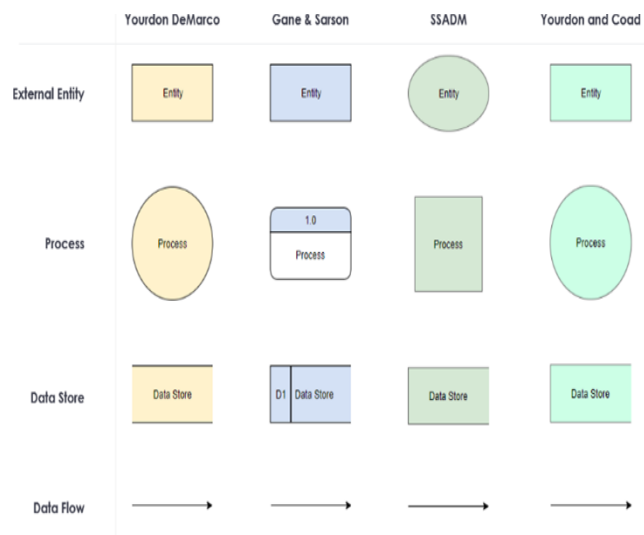 Yourdon DeMarco Gane & Sarson SSADM Yourdon and Coad
External Entity Entity Entity Entity Entity
1.0
Process Process Process Process Process
Data Store Data Store D1 Data Store Data Store Data Store
Data Flow